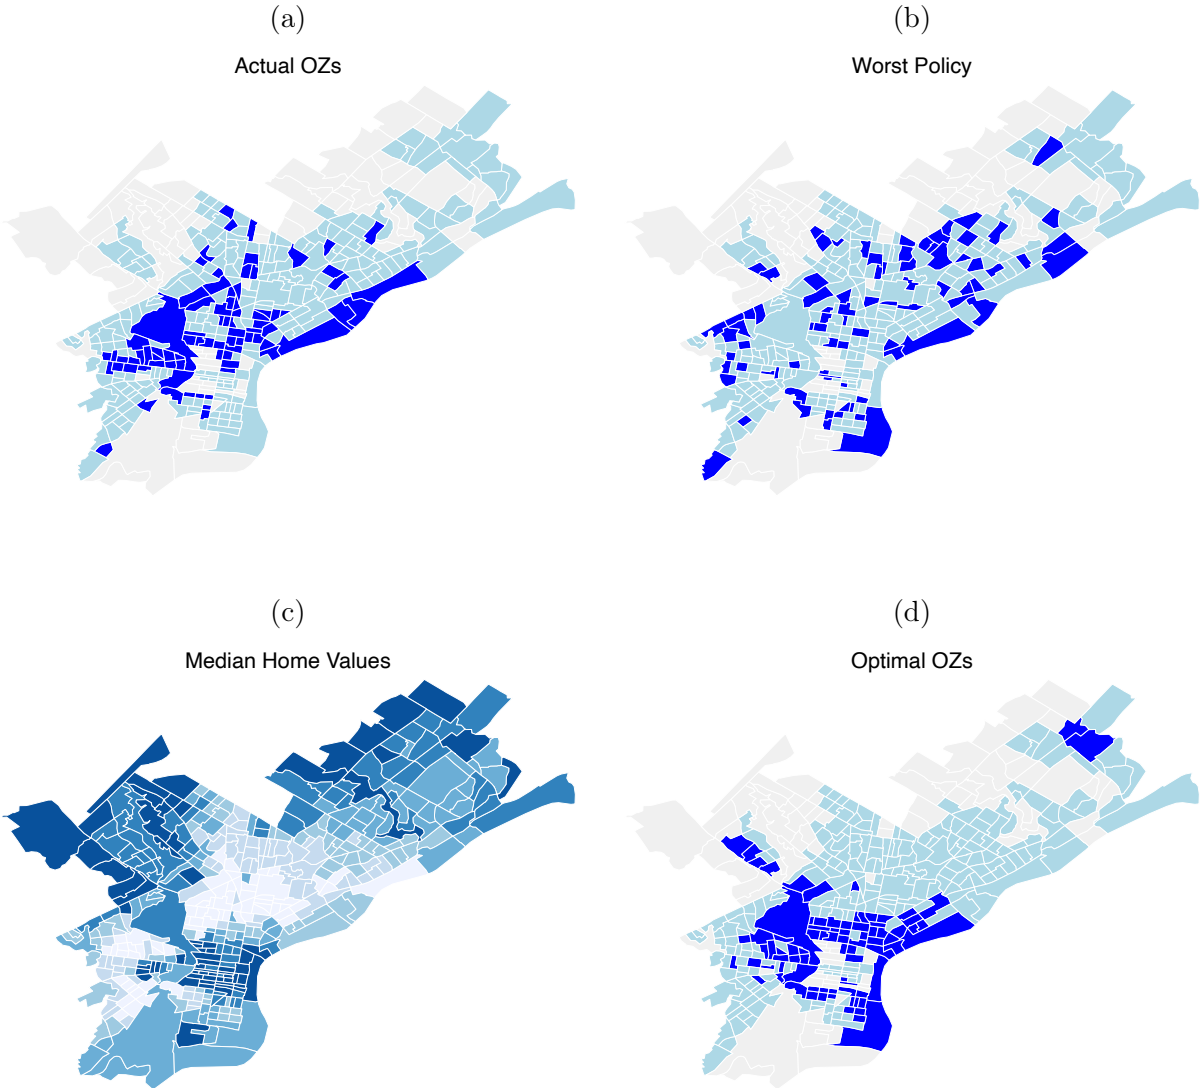 (a)
Actual OZs
(b)
Worst Policy
(c)
Median Home Values
(d)
Optimal OZs